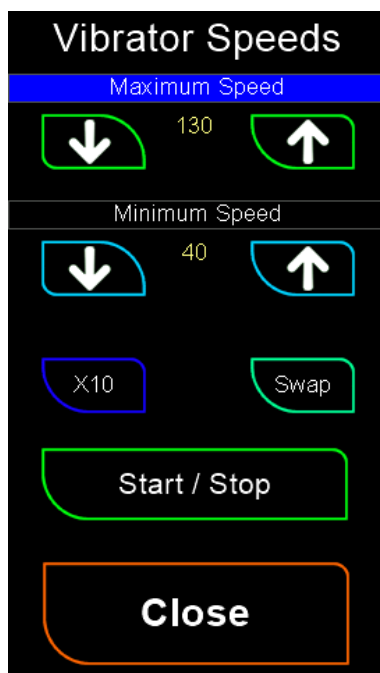 Vibrator Speeds
Maximum Speed
130
Minimum Speed
40
X10 Swap
Start / Stop
Close